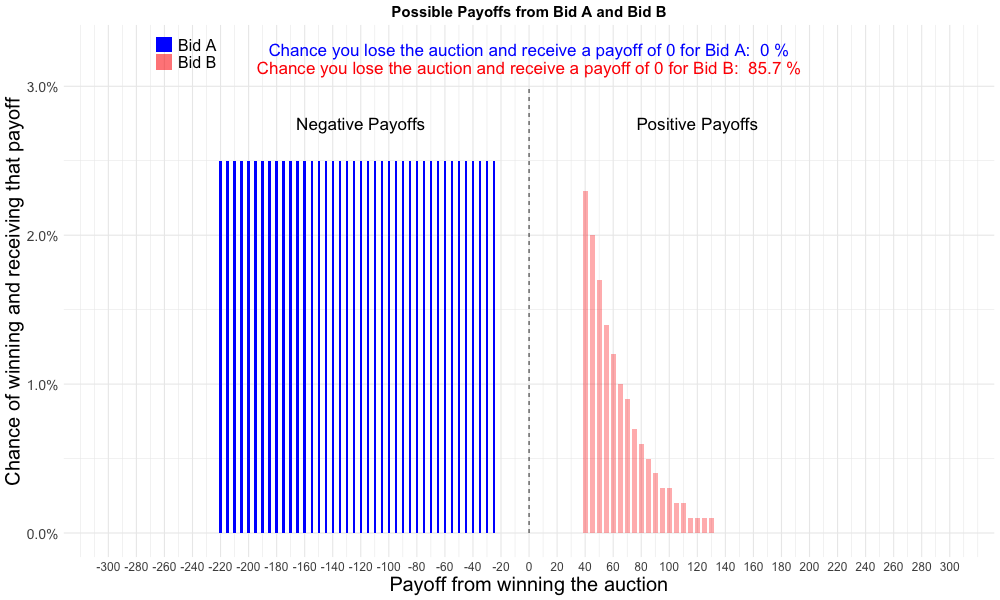 Possible Payoffs from Bid A and Bid B
Bid A
Bid B
Chance you lose the auction and receive a payoff of 0 for Bid A:  0 %
Chance you lose the auction and receive a payoff of 0 for Bid B:  85.7 %
Negative Payoffs
Positive Payoffs
Chance of winning and receiving that payoff
3.0%
2.0%
1.0%
0.0%
-300 -280 -260 -240 -220 -200 -180 -160 -140 -120 -100 -80 -60 -40 -20 0 20 40 60 80 100 120 140 160 180 200 220 240 260 280 300
Payoff from winning the auction